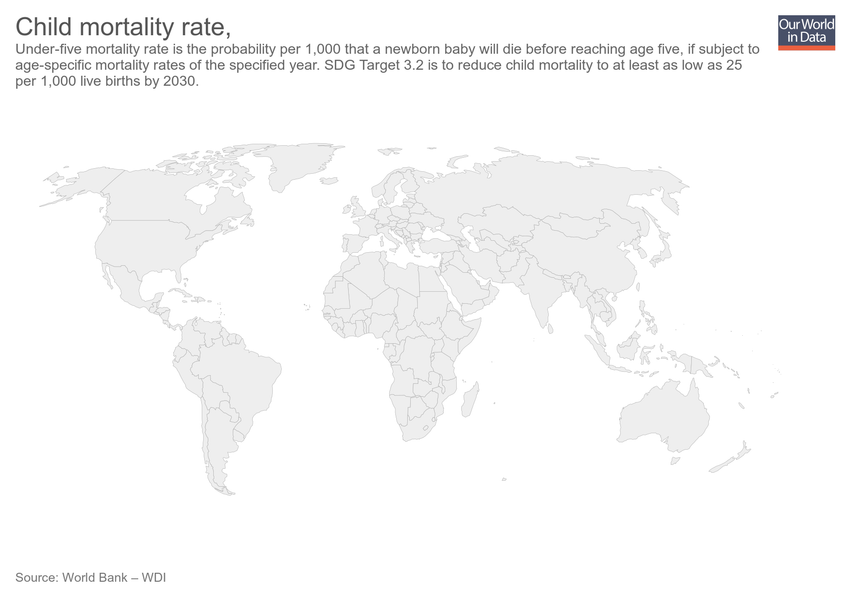 Child mortality rate,
Under-five mortality rate is the probability per 1,000 that a newborn baby will die before reaching age five, if subject to
age-specific mortality rates of the specified year. SDG Target 3.2 is to reduce child mortality to at least as low as 25
per 1,000 live births by 2030.
Our World
in Data
Source: World Bank – WDI